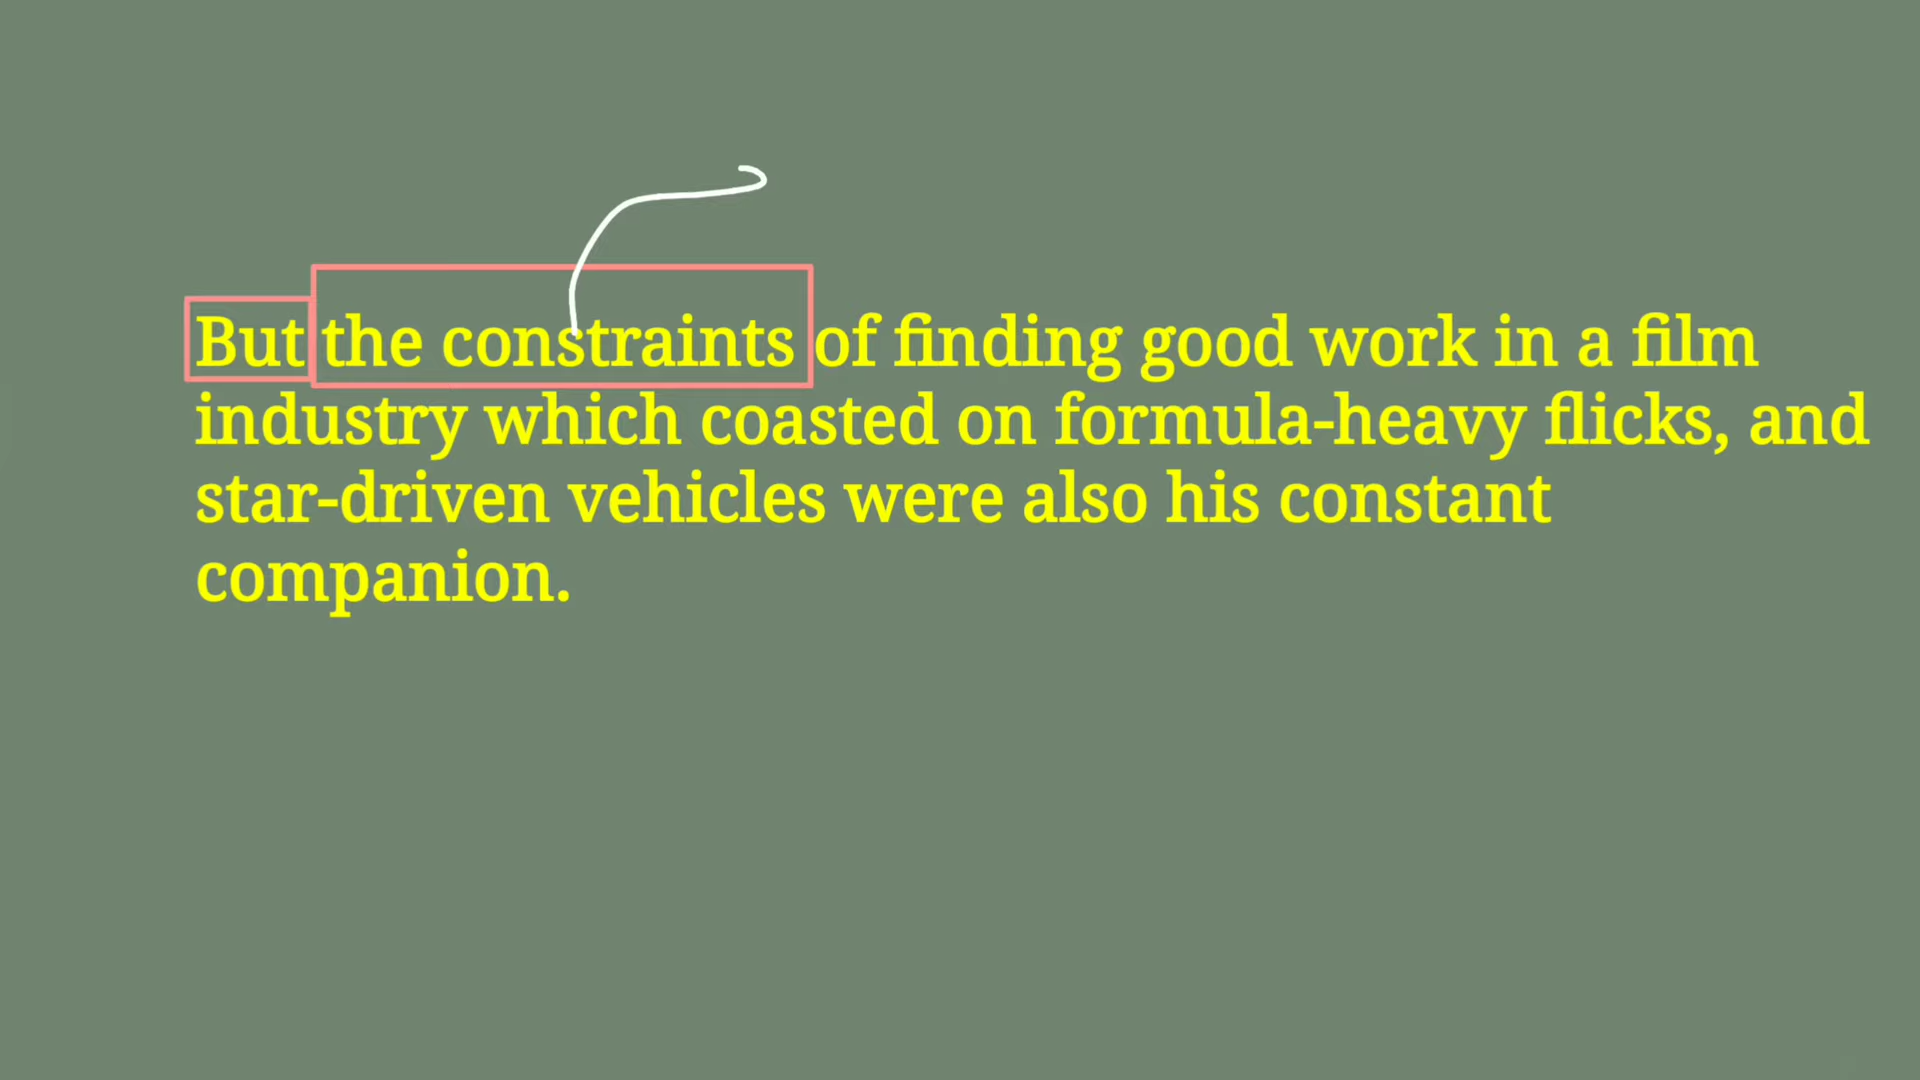 But the constraints of finding good work in a film
industry which coasted on formula-heavy flicks, and
star-driven vehicles were also his constant
companion.